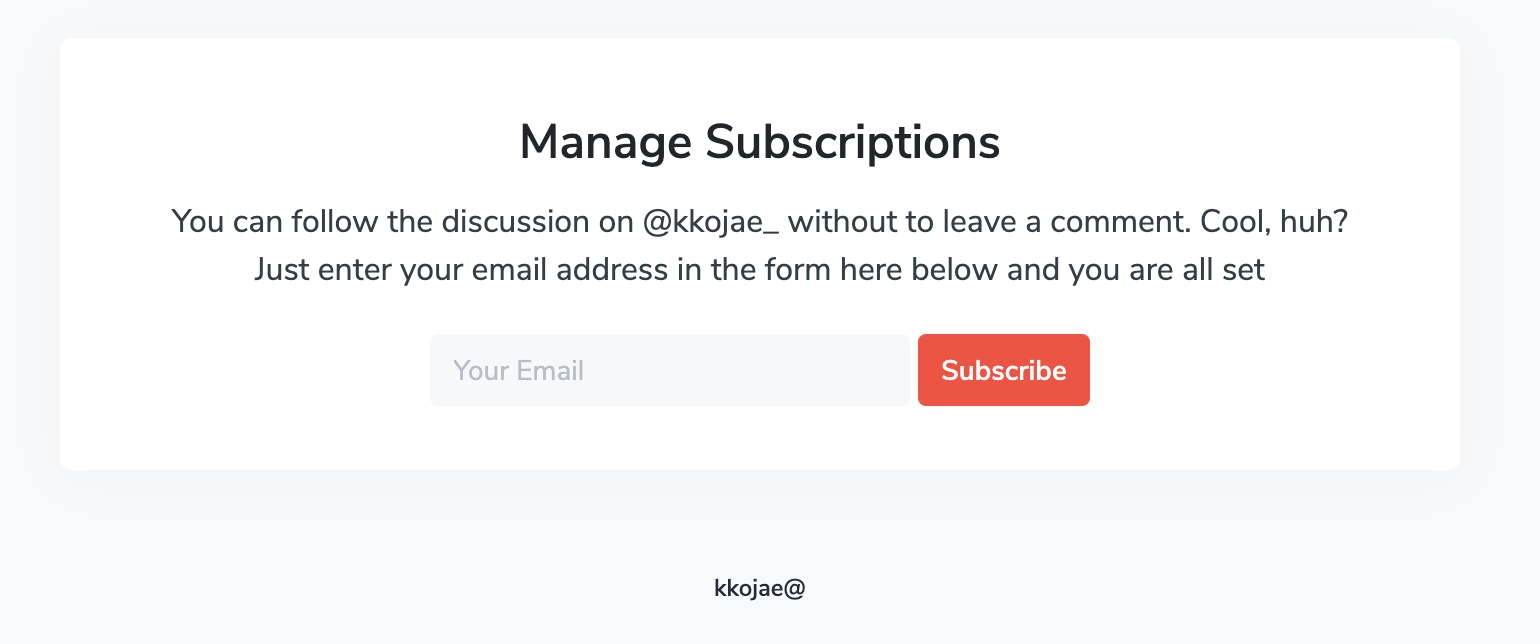 Manage Subscriptions
You can follow the discussion on @kkojae_ without to leave a comment. Cool, huh?
Just enter your email address in the form here below and you are all set
Your Email
Subscribe
kkojae@